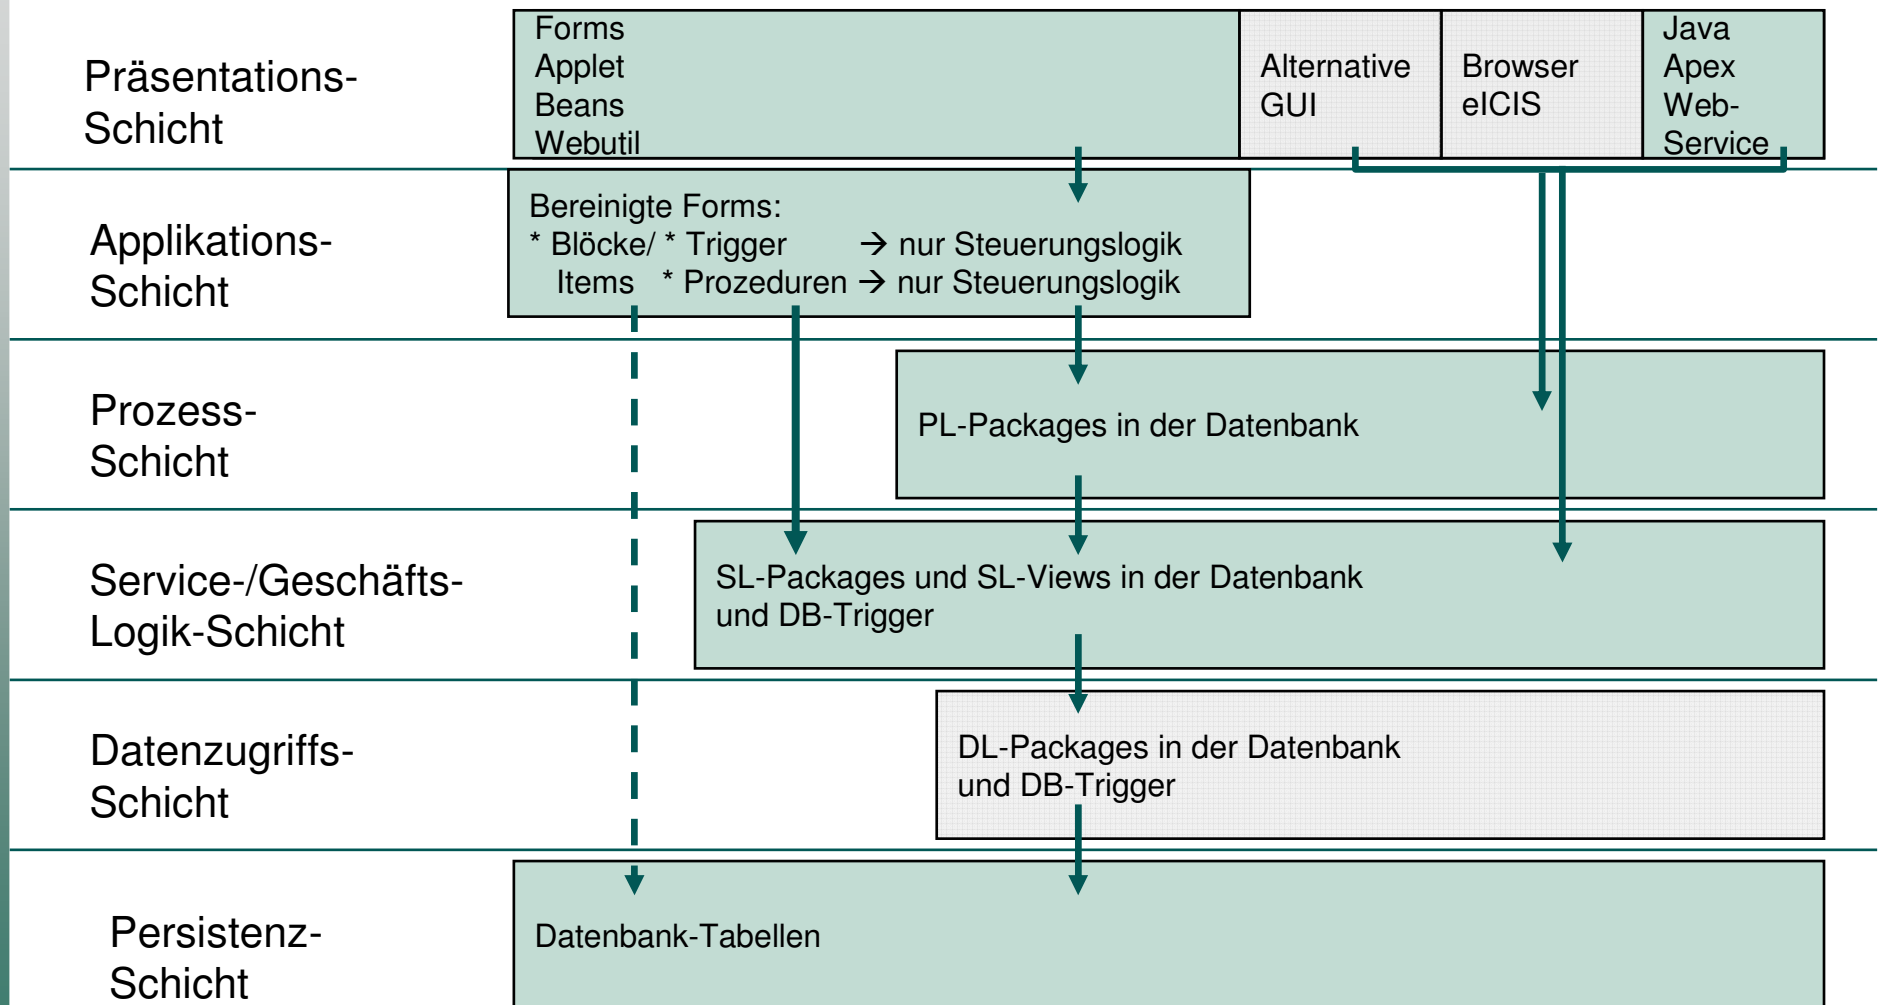 Präsentations-
Schicht
Forms
Applet
Beans
Webutil
Alternative
GUI
Browser
eICIS
Java
Apex
Web-
Service
Applikations-
Schicht
Bereinigte Forms:
* Blöcke/ * Trigger → nur Steuerungslogik
Items * Prozeduren → nur Steuerungslogik
Prozess-
Schicht
PL-Packages in der Datenbank
Service-/Geschäfts-
Logik-Schicht
SL-Packages und SL-Views in der Datenbank
und DB-Trigger
Datenzugriffs-
Schicht
DL-Packages in der Datenbank
und DB-Trigger
Persistenz-
Schicht
Datenbank-Tabellen